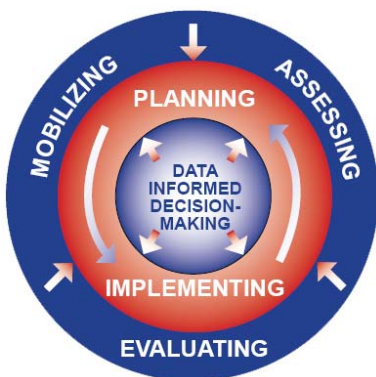 MOBILIZING
ASSESSING
PLANNING
DATA
INFORMED
DECISION-
MAKING
IMPLEMENTING
EVALUATING